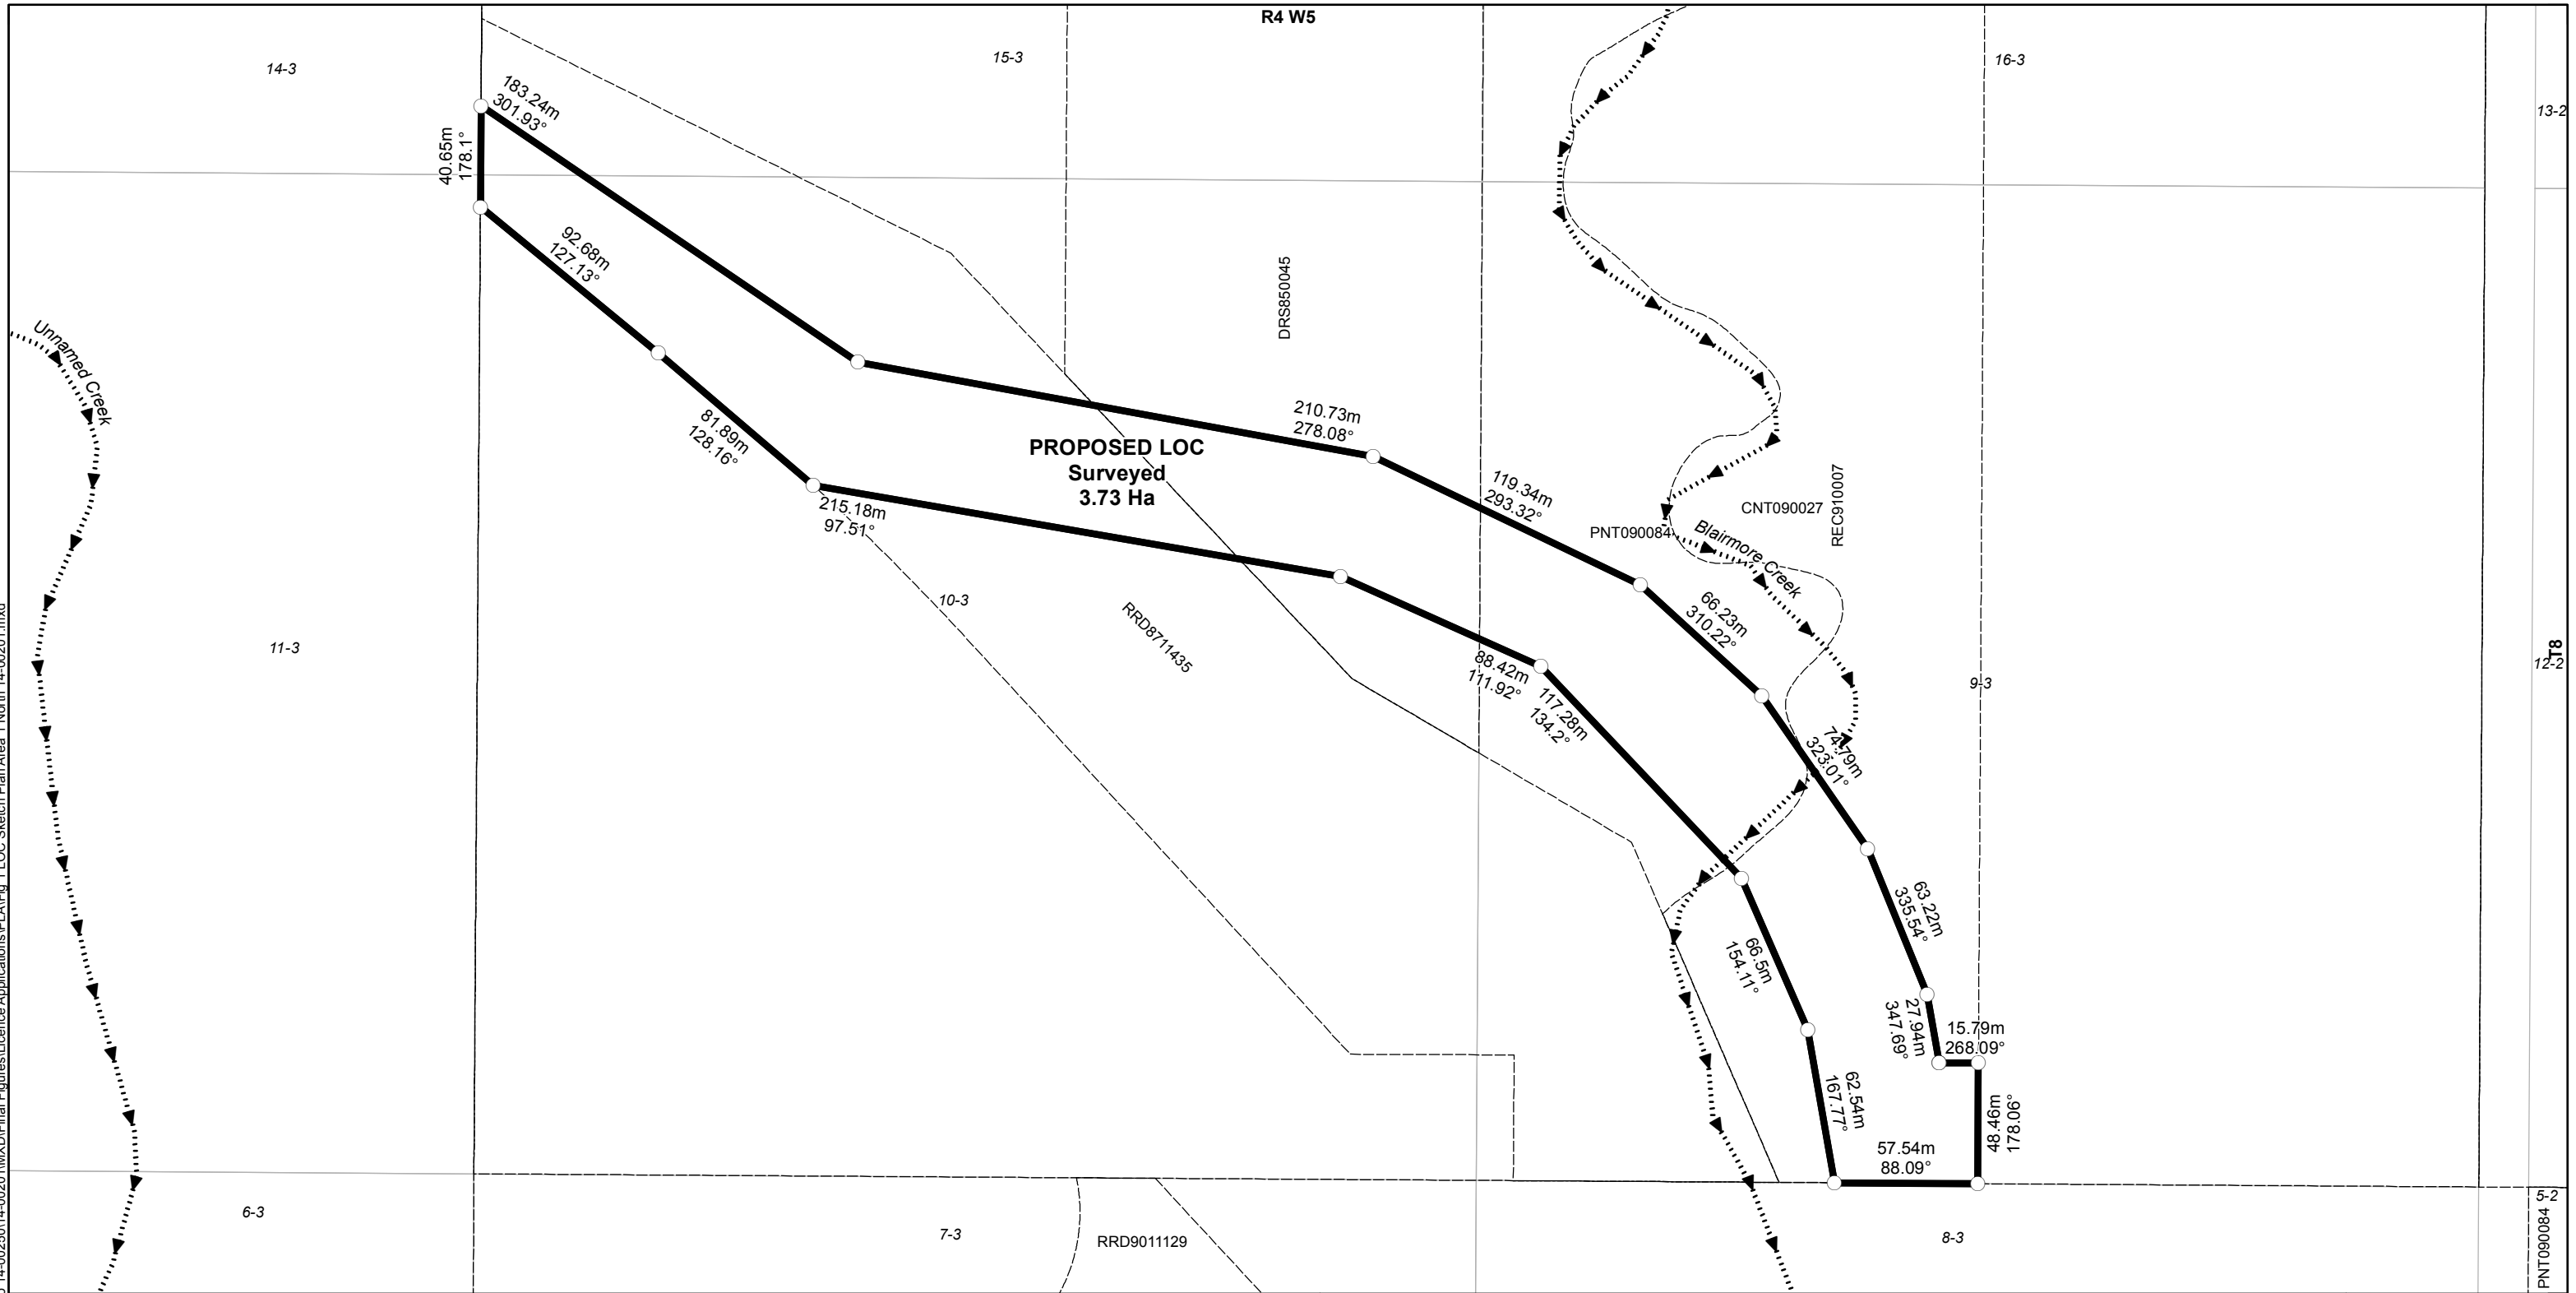 R4 W5
14-3
15-3
16-3
13-2
183.24m
301.93°
40.65m
178.1°
92.68m
127.13°
Unnamed Creek
DRS850045
81.89m
128.16°
210.73m
278.08°
PROPOSED LOC
Surveyed
3.73 Ha
215.18m
97.51°
119.34m
293.32°
PNT090084
CNT090027
REC910007
Blairmore Creek
10-3
RRD8711435
11-3
66.23m
310.22°
88.42m
111.92°
117.28m
134.2°
9-3
12-2
T8
74.79m
323.01°
63.22m
335.54°
66.5m
154.11°
27.94m
347.69°
15.79m
268.09°
62.54m
167.77°
48.46m
178.06°
57.54m
88.09°
6-3
7-3
RRD9011129
8-3
5-2
PNT090084